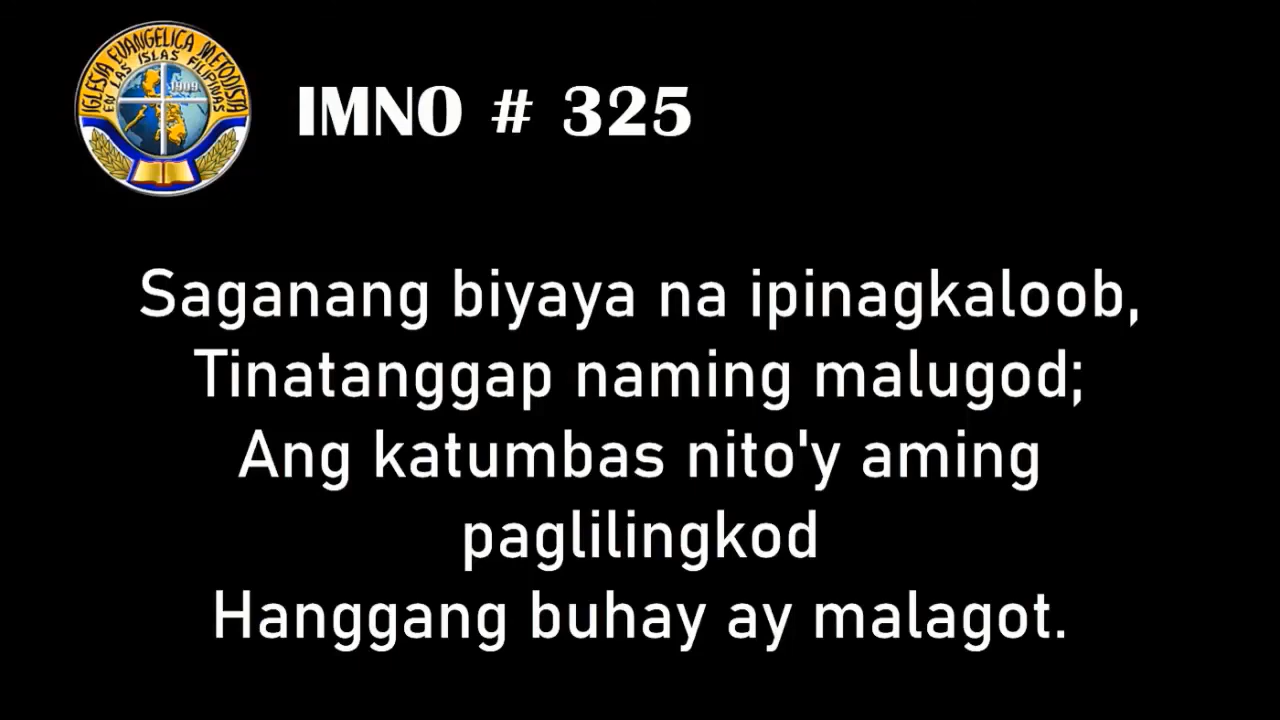 IGLESIA EVANGELICA METODISTA
EN LAS ISLAS FILIPINAS
1909
IMNO # 325
Saganang biyaya na ipinagkaloob,
Tinatanggap naming malugod;
Ang katumbas nito'y aming
paglilingkod
Hanggang buhay ay malagot.